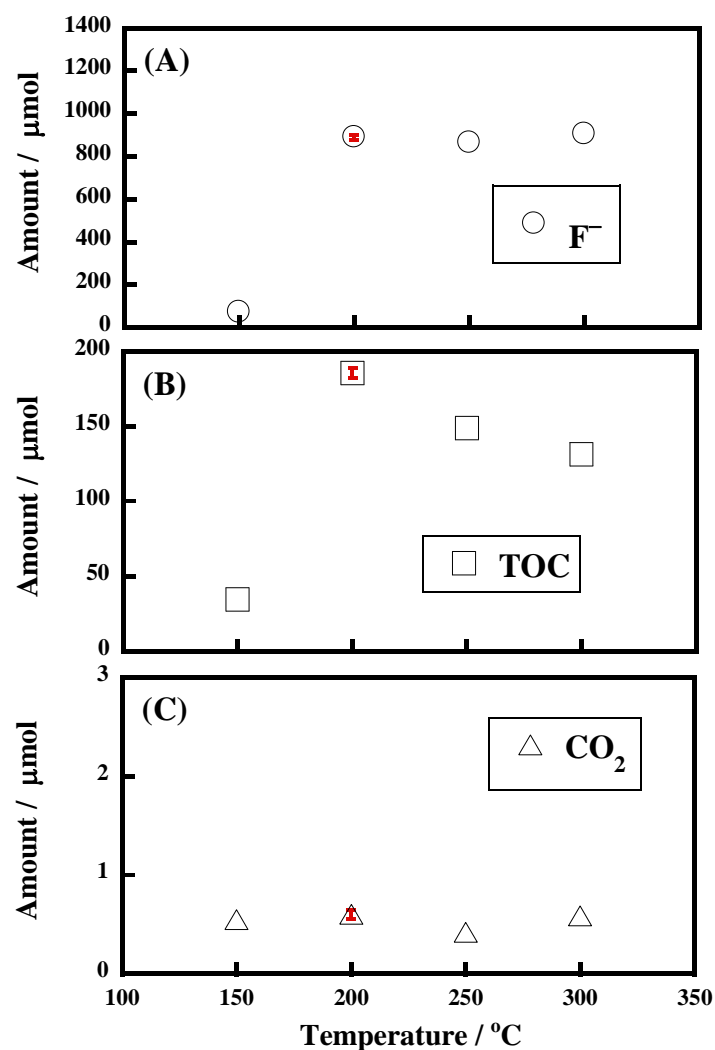 (A)
Amount / μmol
1400
1200
1000
800
600
400
200
0
F⁻
(B)
Amount / μmol
200
150
100
50
0
TOC
(C)
Amount / μmol
3
2
1
0
CO₂
100 150 200 250 300 350
Temperature / °C